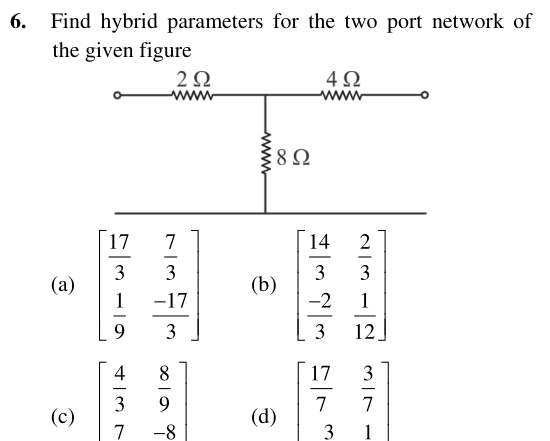 6. Find hybrid parameters for the two port network of
the given figure
2 Ω 4 Ω
8 Ω
(a) [17/3 7/3
1/9 -17/3]
(b) [14/3 2/3
-2/3 1/12]
(c) [4/3 8/9
7 -8
(d) [17/7 3/7
3 1